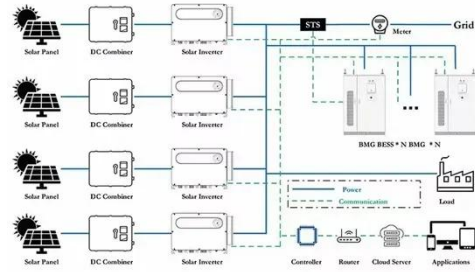 STS
Grid
Meter
Solar Panel DC Combiner Solar Inverter
BMG BESS * N BMG * N
Solar Panel DC Combiner Solar Inverter
Solar Panel DC Combiner Solar Inverter
Power
Communication
Load
Solar Panel DC Combiner Solar Inverter
Controller Router Cloud Server Applications